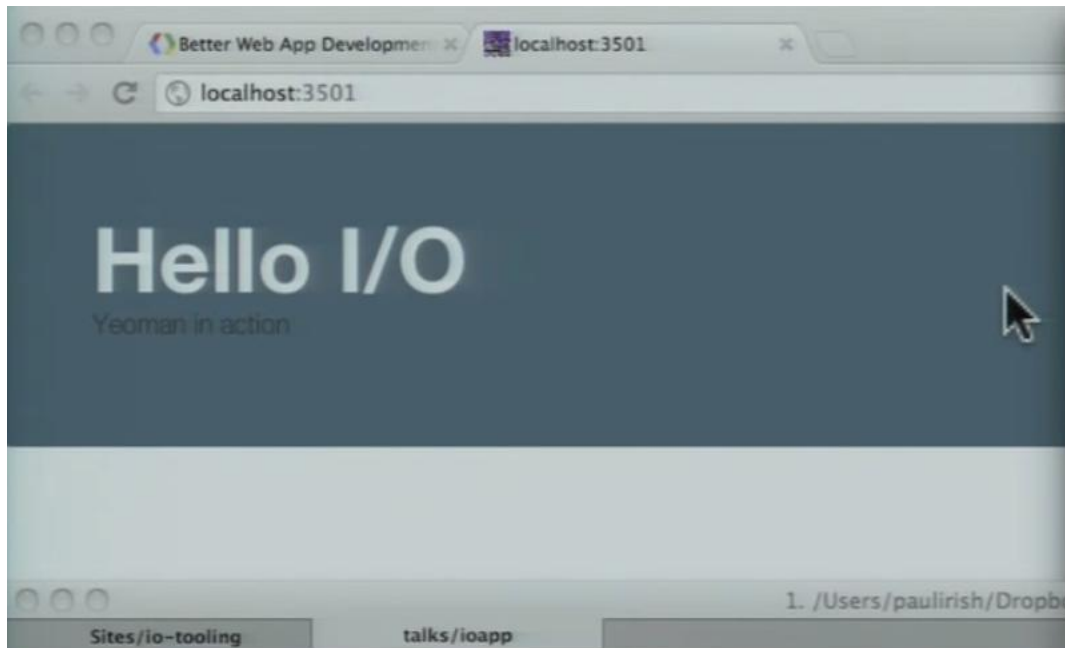 Better Web App Developmen
localhost:3501
localhost:3501
Hello I/O
Yeoman in action
1. /Users/paulirish/Dropb
Sites/io-tooling
talks/ioapp